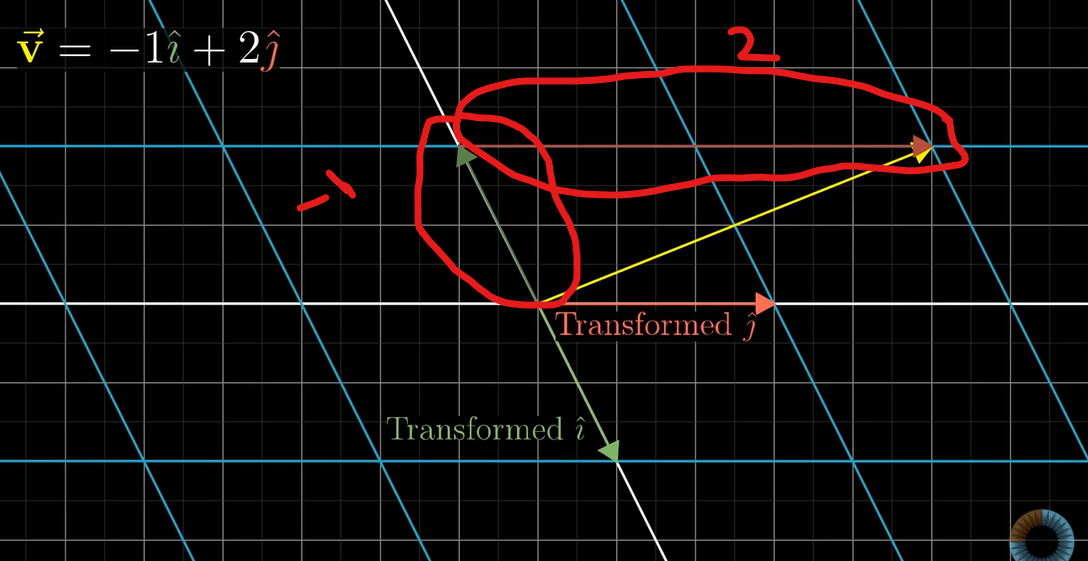 v⃗ = −1î + 2ĵ
2
-1
Transformed ĵ
Transformed î